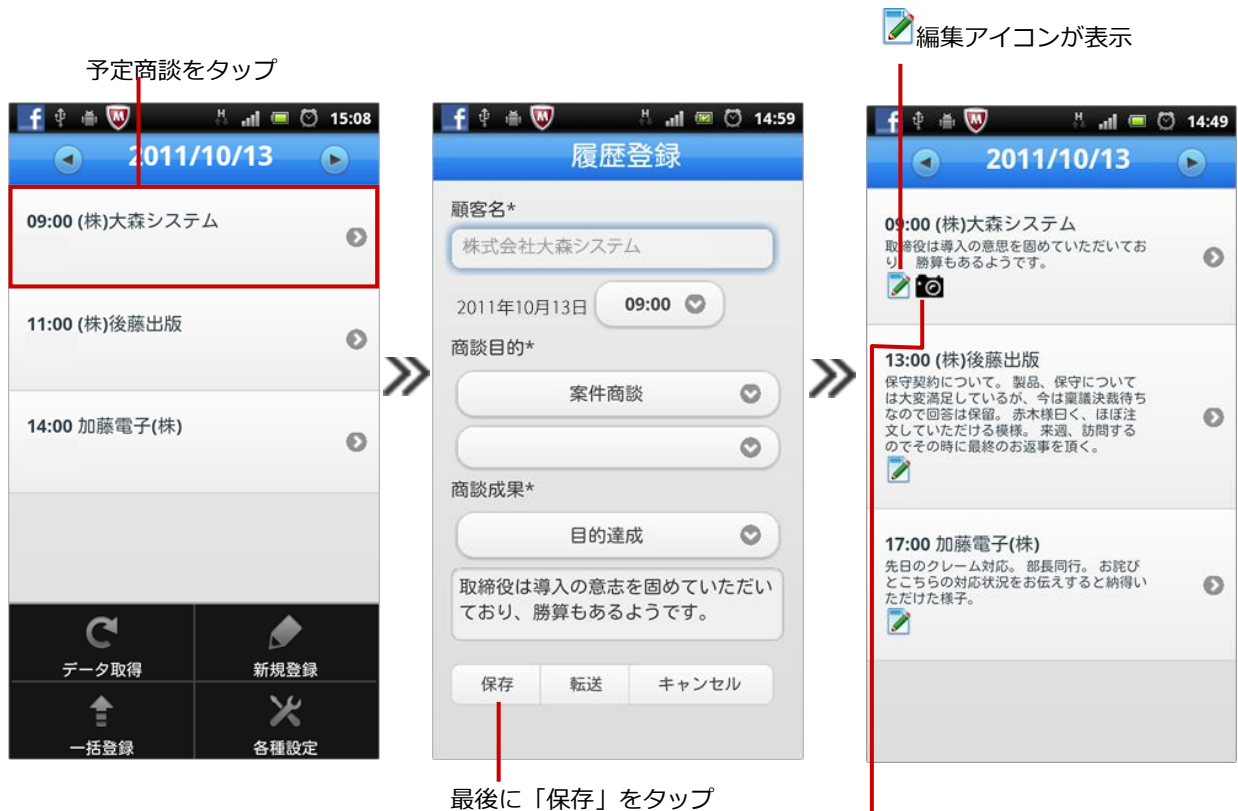 編集アイコンが表示
予定商談をタップ
15:08
2011/10/13
09:00 (株)大森システム
11:00 (株)後藤出版
14:00 加藤電子(株)
データ取得
新規登録
一括登録
各種設定
14:59
履歴登録
顧客名*
株式会社大森システム
2011年10月13日
09:00
商談目的*
案件商談
商談成果*
目的達成
取締役は導入の意志を固めていただい
ており、勝算もあるようです。
保存
転送
キャンセル
最後に「保存」をタップ
14:49
2011/10/13
09:00 (株)大森システム
取締役は導入の意思を固めていただいてお
り、勝算もあるようです。
13:00 (株)後藤出版
保守契約について。 製品、保守について
は大変満足しているが、今は稟議決裁待ち
なので回答は保留。 赤木様曰く、ほぼ注
文していただける模様。 来週、訪問する
のでその時に最終のお返事を頂く。
17:00 加藤電子(株)
先日のクレーム対応。 部長同行。 お詫び
とこちらの対応状況をお伝えすると納得い
ただけた様子。